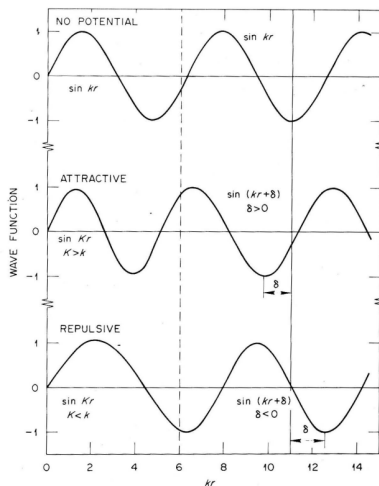 NO POTENTIAL
1
sin kr
0
sin kr
-1
ATTRACTIVE
1
sin (kr+δ)
δ>0
0
sin Kr
K>k
-1
δ
REPULSIVE
1
0
sin Kr
K<k
sin (kr+δ)
δ<0
δ
-1
0 2 4 6 8 10 12 14
kr
WAVE FUNCTION